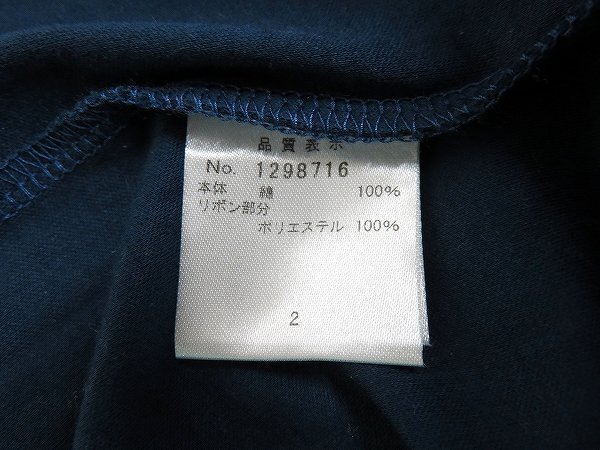 品質表示
No. 1298716
本体 綿 100%
リボン部分
ポリエステル 100%
2